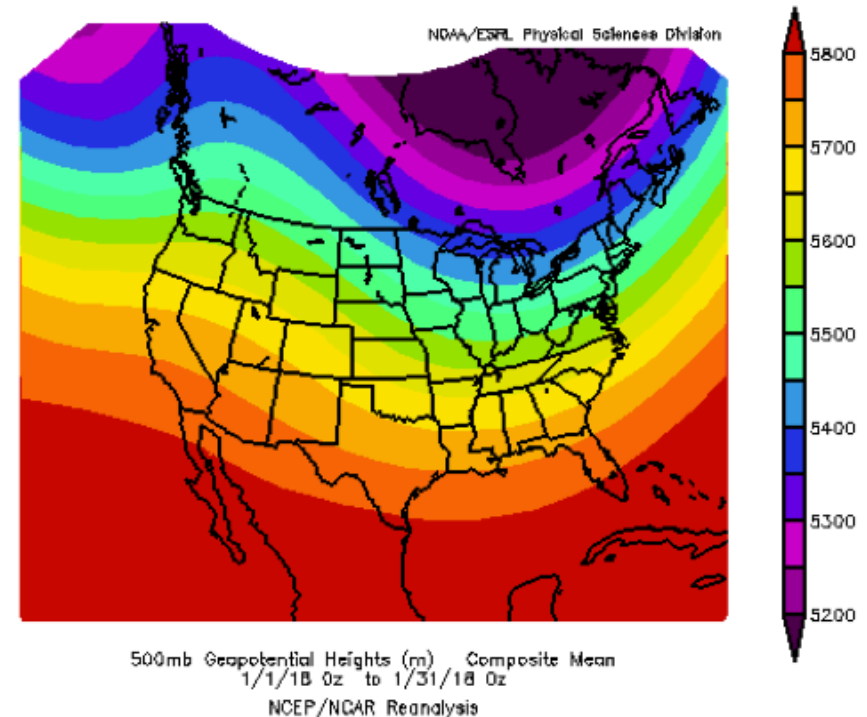 NOAA/ESRL Physical Sciences Division
5800
5700
5600
5500
5400
5300
5200
500mb Geopotential Heights (m) Composite Mean
1/1/18 0z to 1/31/18 0z
NCEP/NCAR Reanalysis